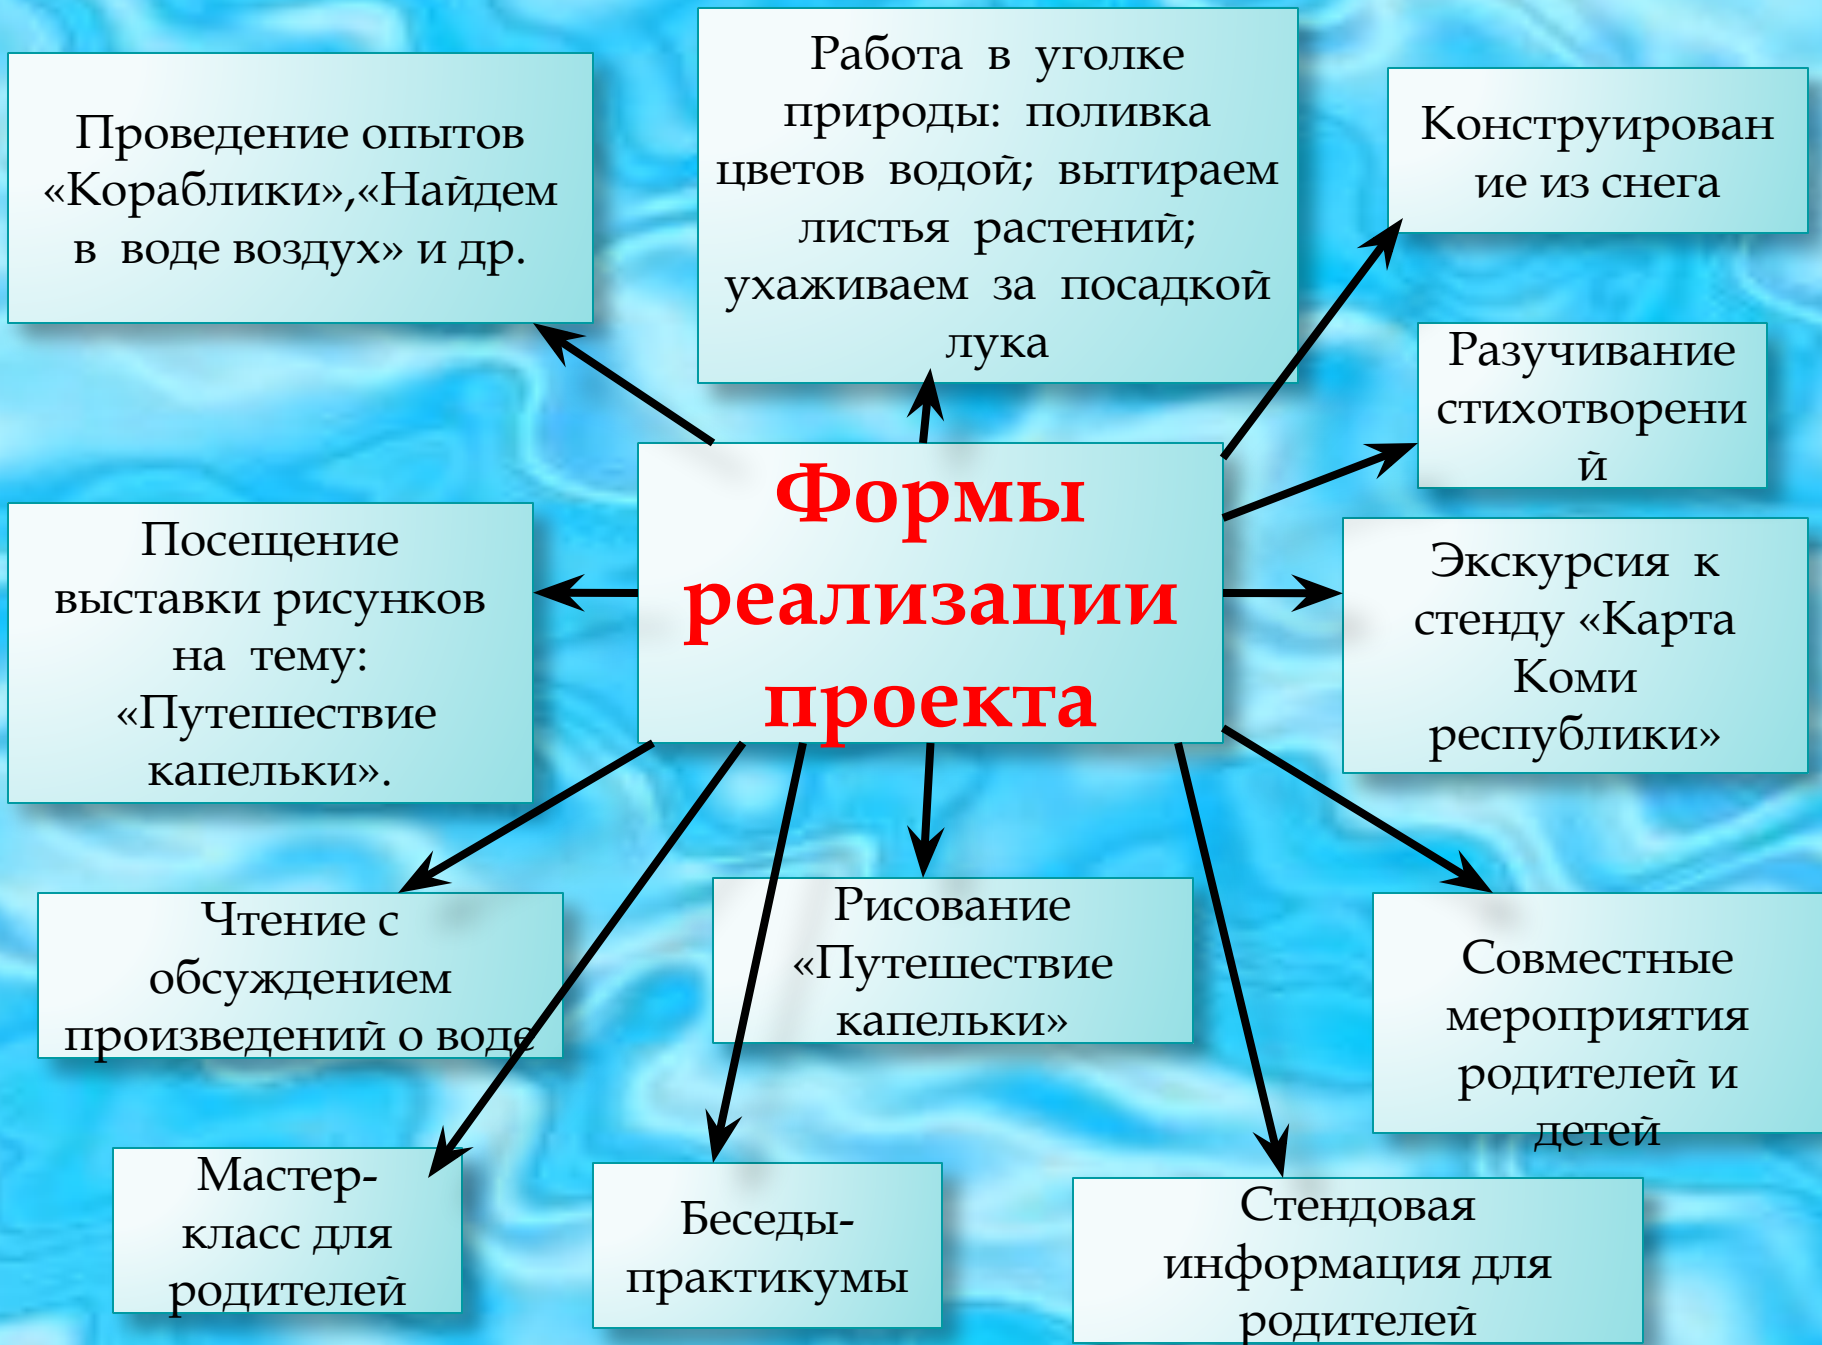 Проведение опытов
«Кораблики»,«Найдем
в воде воздух» и др.
Работа в уголке
природы: поливка
цветов водой; вытираем
листья растений;
ухаживаем за посадкой
лука
Конструирован
ие из снега
Разучивание
стихотворени
й
Формы
реализации
проекта
Посещение
выставки рисунков
на тему:
«Путешествие
капельки».
Экскурсия к
стенду «Карта
Коми
республики»
Чтение с
обсуждением
произведений о воде
Рисование
«Путешествие
капельки»
Совместные
мероприятия
родителей и
детей
Мастер-
класс для
родителей
Беседы-
практикумы
Стендовая
информация для
родителей